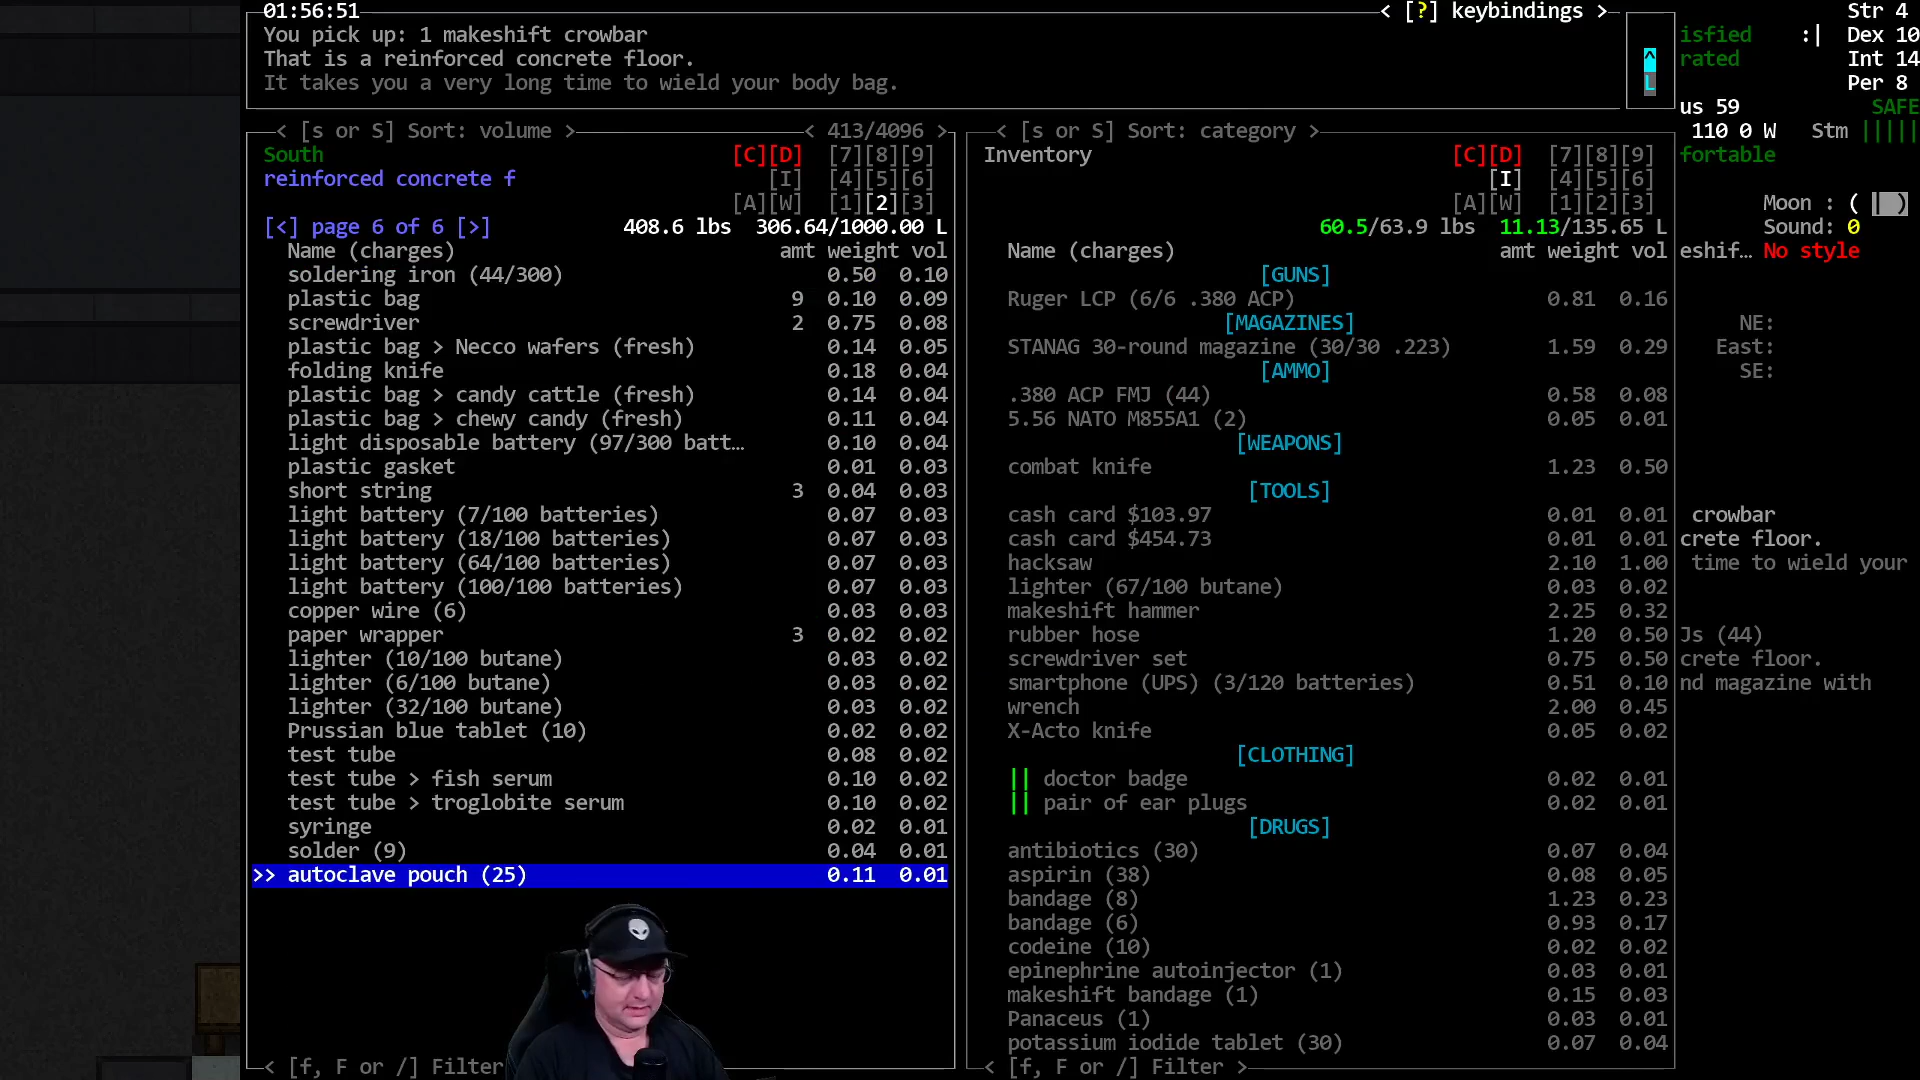 01:56:51
< [?] keybindings >
You pick up: 1 makeshift crowbar
That is a reinforced concrete floor.
It takes you a very long time to wield your body bag.
^
L
< [s or S] Sort: volume >
< 413/4096 >
South
[C][D] [7][8][9]
reinforced concrete f
[I] [4][5][6]
[A][W] [1][2][3]
[<] page 6 of 6 [>]
408.6 lbs 306.64/1000.00 L
Name (charges) amt weight vol
soldering iron (44/300) 0.50 0.10
plastic bag 9 0.10 0.09
screwdriver 2 0.75 0.08
plastic bag > Necco wafers (fresh) 0.14 0.05
folding knife 0.18 0.04
plastic bag > candy cattle (fresh) 0.14 0.04
plastic bag > chewy candy (fresh) 0.11 0.04
light disposable battery (97/300 batt… 0.10 0.04
plastic gasket 0.01 0.03
short string 3 0.04 0.03
light battery (7/100 batteries) 0.07 0.03
light battery (18/100 batteries) 0.07 0.03
light battery (64/100 batteries) 0.07 0.03
light battery (100/100 batteries) 0.07 0.03
copper wire (6) 0.03 0.03
paper wrapper 3 0.02 0.02
lighter (10/100 butane) 0.03 0.02
lighter (6/100 butane) 0.03 0.02
lighter (32/100 butane) 0.03 0.02
Prussian blue tablet (10) 0.02 0.02
test tube 0.08 0.02
test tube > fish serum 0.10 0.02
test tube > troglobite serum 0.10 0.02
syringe 0.02 0.01
solder (9) 0.04 0.01
>> autoclave pouch (25) 0.11 0.01
< [f, F or /] Filter
< [s or S] Sort: category >
Inventory
[C][D] [7][8][9]
[I] [4][5][6]
[A][W] [1][2][3]
60.5/63.9 lbs 11.13/135.65 L
Name (charges) amt weight vol
[GUNS]
Ruger LCP (6/6 .380 ACP) 0.81 0.16
[MAGAZINES]
STANAG 30-round magazine (30/30 .223) 1.59 0.29
[AMMO]
.380 ACP FMJ (44) 0.58 0.08
5.56 NATO M855A1 (2) 0.05 0.01
[WEAPONS]
combat knife 1.23 0.50
[TOOLS]
cash card $103.97 0.01 0.01
cash card $454.73 0.01 0.01
hacksaw 2.10 1.00
lighter (67/100 butane) 0.03 0.02
makeshift hammer 2.25 0.32
rubber hose 1.20 0.50
screwdriver set 0.75 0.50
smartphone (UPS) (3/120 batteries) 0.51 0.10
wrench 2.00 0.45
X-Acto knife 0.05 0.02
[CLOTHING]
|| doctor badge 0.02 0.01
|| pair of ear plugs 0.02 0.01
[DRUGS]
antibiotics (30) 0.07 0.04
aspirin (38) 0.08 0.05
bandage (8) 1.23 0.23
bandage (6) 0.93 0.17
codeine (10) 0.02 0.02
epinephrine autoinjector (1) 0.03 0.01
makeshift bandage (1) 0.15 0.03
Panaceus (1) 0.03 0.01
potassium iodide tablet (30) 0.07 0.04
< [f, F or /] Filter >
Str 4
isfied :| Dex 10
rated Int 14
Per 8
us 59 SAFE
110 0 W Stm |||||
fortable
Moon : ( | )
Sound: 0
eshif… No style
NE:
East:
SE:
crowbar
crete floor.
time to wield your
Js (44)
crete floor.
nd magazine with